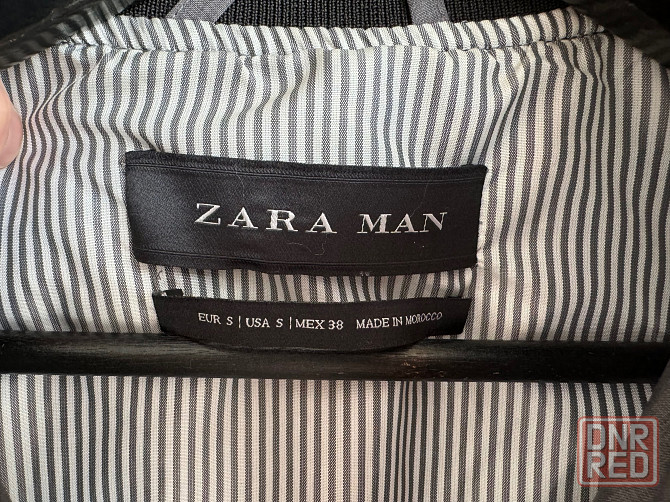 ZARA MAN
EUR S | USA S | MEX 38 MADE IN MOROCCO
DNR
RED